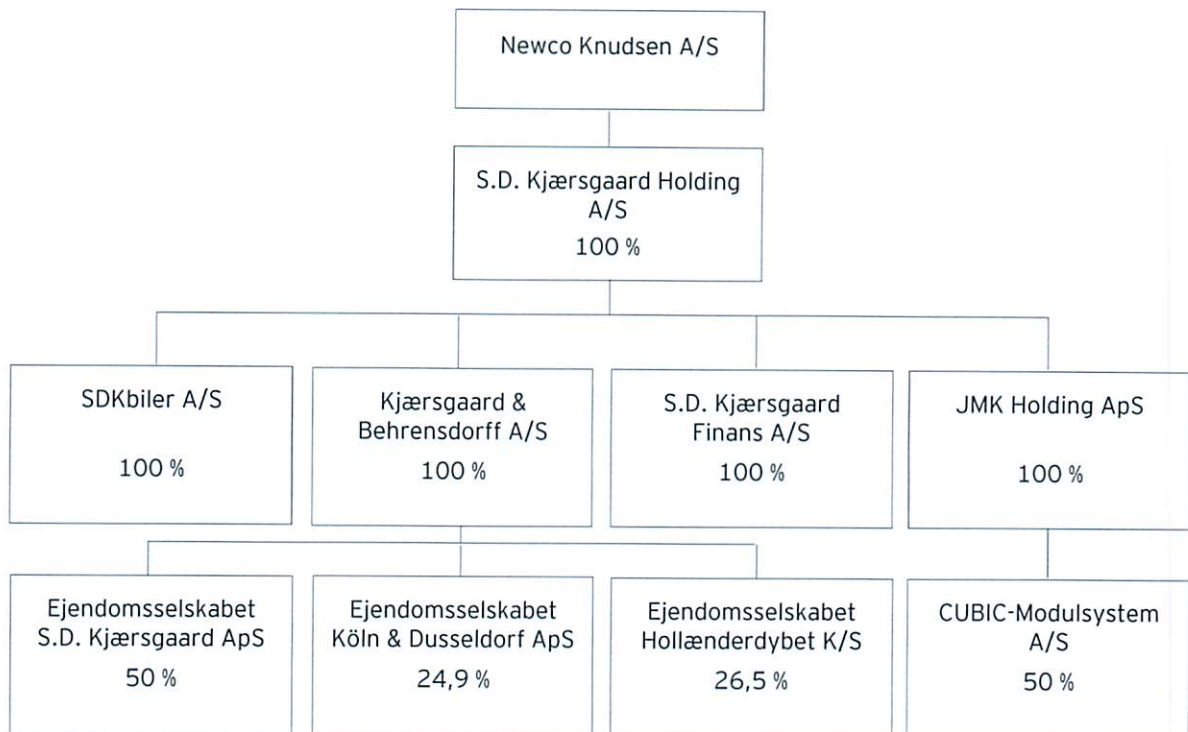 Newco Knudsen A/S
S.D. Kjærsgaard Holding
A/S
100 %
SDKbiler A/S
100 %
Kjærsgaard &
Behrensdorff A/S
100 %
S.D. Kjærsgaard
Finans A/S
100 %
JMK Holding ApS
100 %
Ejendomsselskabet
S.D. Kjærsgaard ApS
50 %
Ejendomsselskabet
Köln & Dusseldorf ApS
24,9 %
Ejendomsselskabet
Hollænderdybet K/S
26,5 %
CUBIC-Modulsystem
A/S
50 %